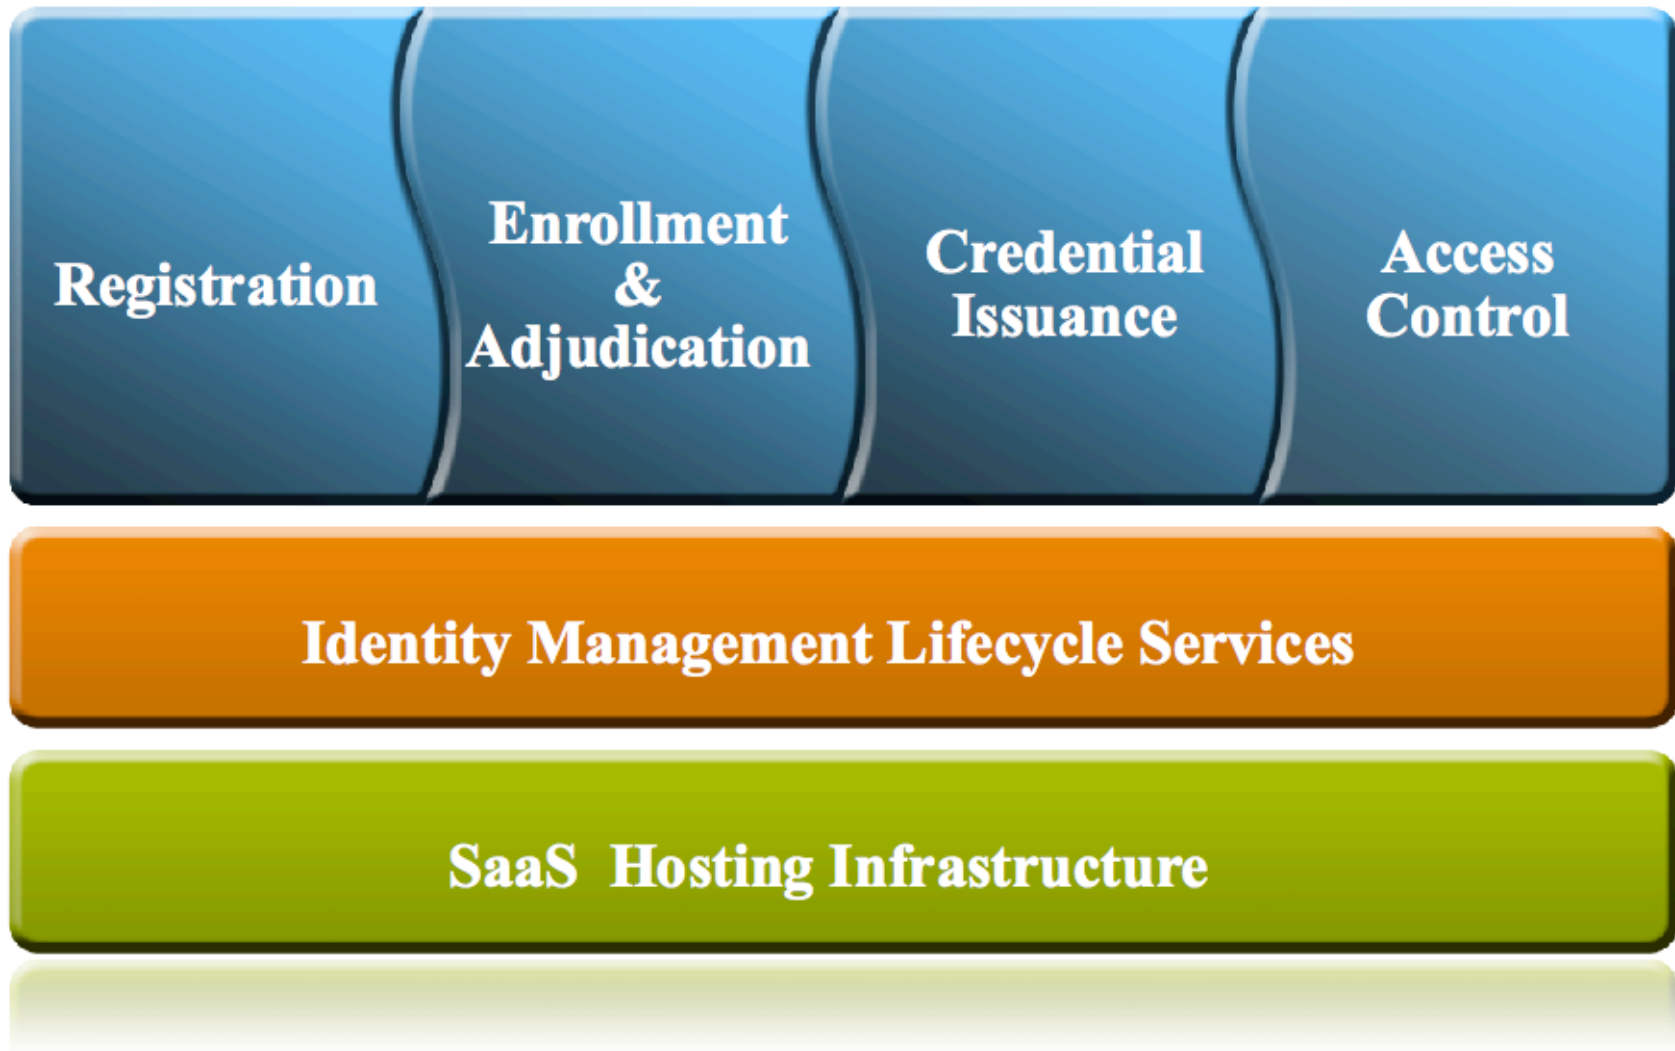 Registration
Enrollment
&
Adjudication
Credential
Issuance
Access
Control
Identity Management Lifecycle Services
SaaS  Hosting Infrastructure